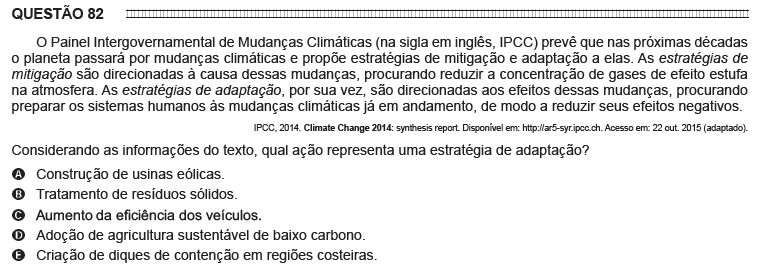 QUESTÃO 82
O Painel Intergovernamental de Mudanças Climáticas (na sigla em inglês, IPCC) prevê que nas próximas décadas
o planeta passará por mudanças climáticas e propõe estratégias de mitigação e adaptação a elas. As estratégias de
mitigação são direcionadas à causa dessas mudanças, procurando reduzir a concentração de gases de efeito estufa
na atmosfera. As estratégias de adaptação, por sua vez, são direcionadas aos efeitos dessas mudanças, procurando
preparar os sistemas humanos às mudanças climáticas já em andamento, de modo a reduzir seus efeitos negativos.
IPCC, 2014. Climate Change 2014: synthesis report. Disponível em: http://ar5-syr.ipcc.ch. Acesso em: 22 out. 2015 (adaptado).
Considerando as informações do texto, qual ação representa uma estratégia de adaptação?
A Construção de usinas eólicas.
B Tratamento de resíduos sólidos.
C Aumento da eficiência dos veículos.
D Adoção de agricultura sustentável de baixo carbono.
E Criação de diques de contenção em regiões costeiras.